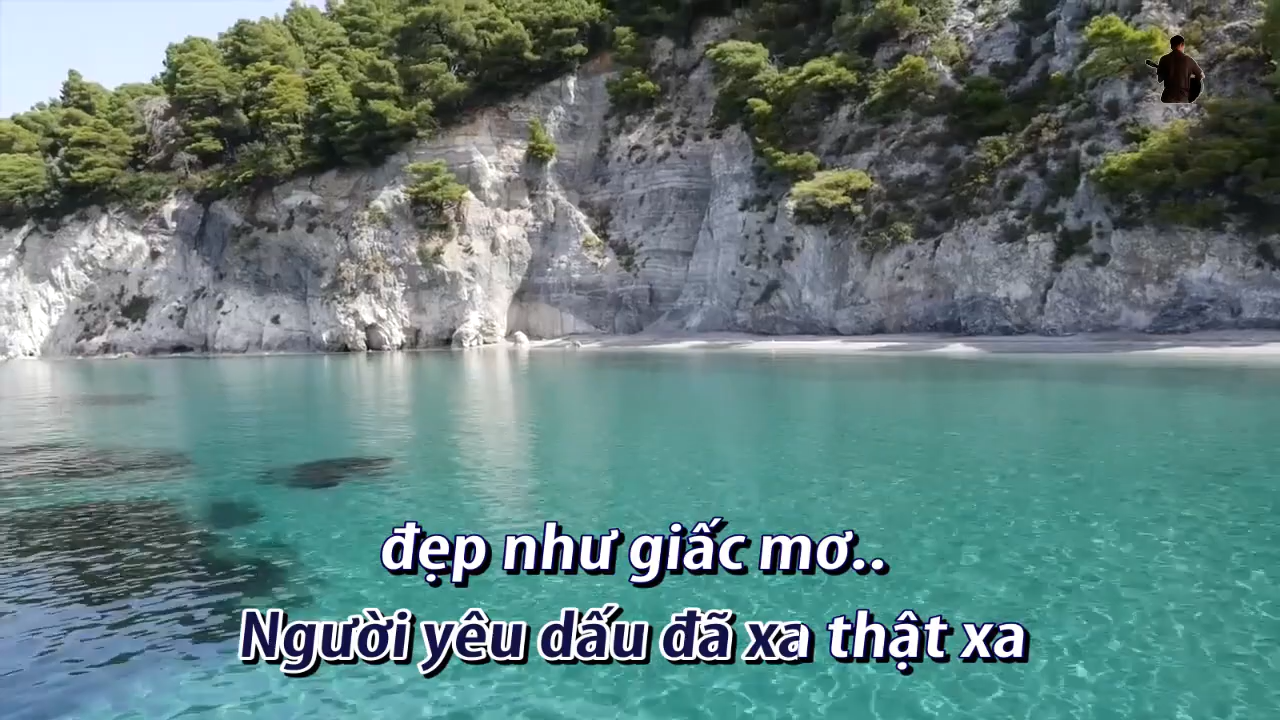 đẹp như giấc mơ..
Người yêu dấu đã xa thật xa